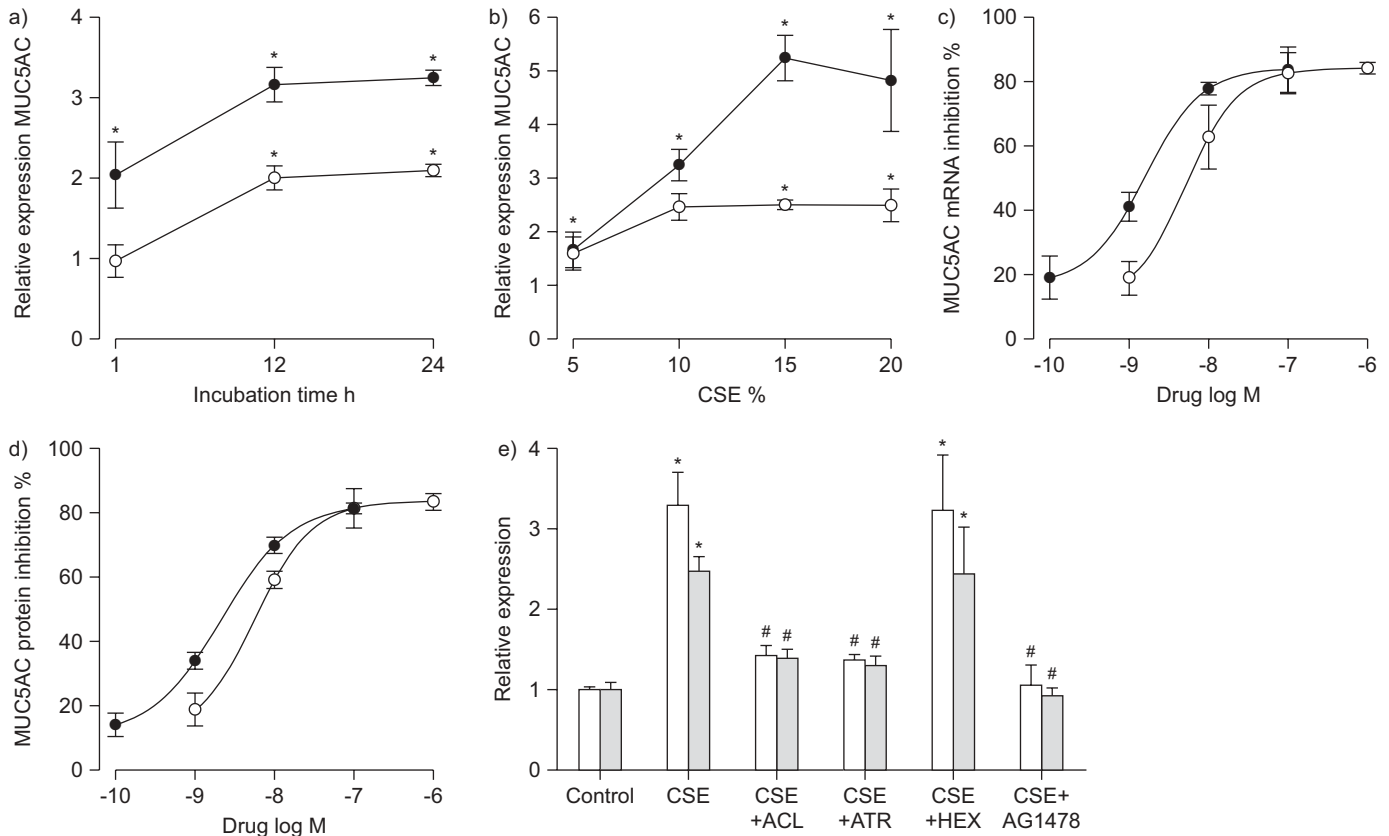 a)
Relative expression MUC5AC
4
3
2
1
0
* * *
* *
1 12 24
Incubation time h
b)
Relative expression MUC5AC
6
5
4
3
2
1
0
* * * *
* *
5 10 15 20
CSE %
c)
MUC5AC mRNA inhibition %
100
80
60
40
20
0
-10 -9 -8 -7 -6
Drug log M
d)
MUC5AC protein inhibition %
100
80
60
40
20
0
-10 -9 -8 -7 -6
Drug log M
e)
Relative expression
4
3
2
1
0
* * # # # # * * # #
Control CSE CSE CSE CSE CSE+
+ACL +ATR +HEX AG1478